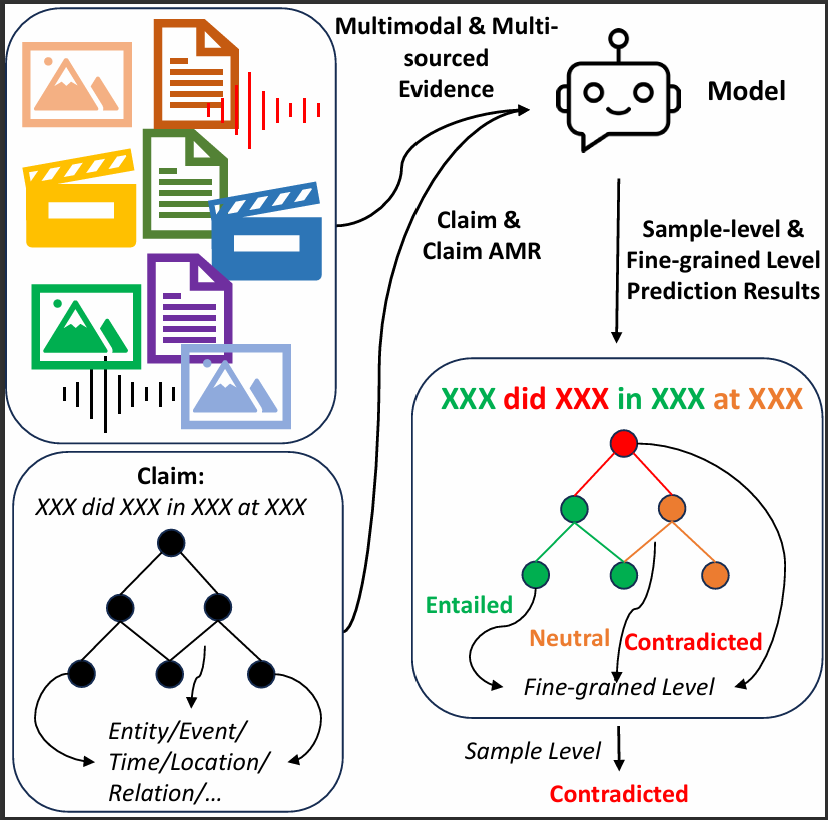 Multimodal & Multi-
sourced
Evidence
Model
Claim &
Claim AMR
Sample-level &
Fine-grained Level
Prediction Results
Claim:
XXX did XXX in XXX at XXX
Entity/Event/
Time/Location/
Relation/...
XXX did XXX in XXX at XXX
Entailed
Neutral
Contradicted
Fine-grained Level
Sample Level
Contradicted